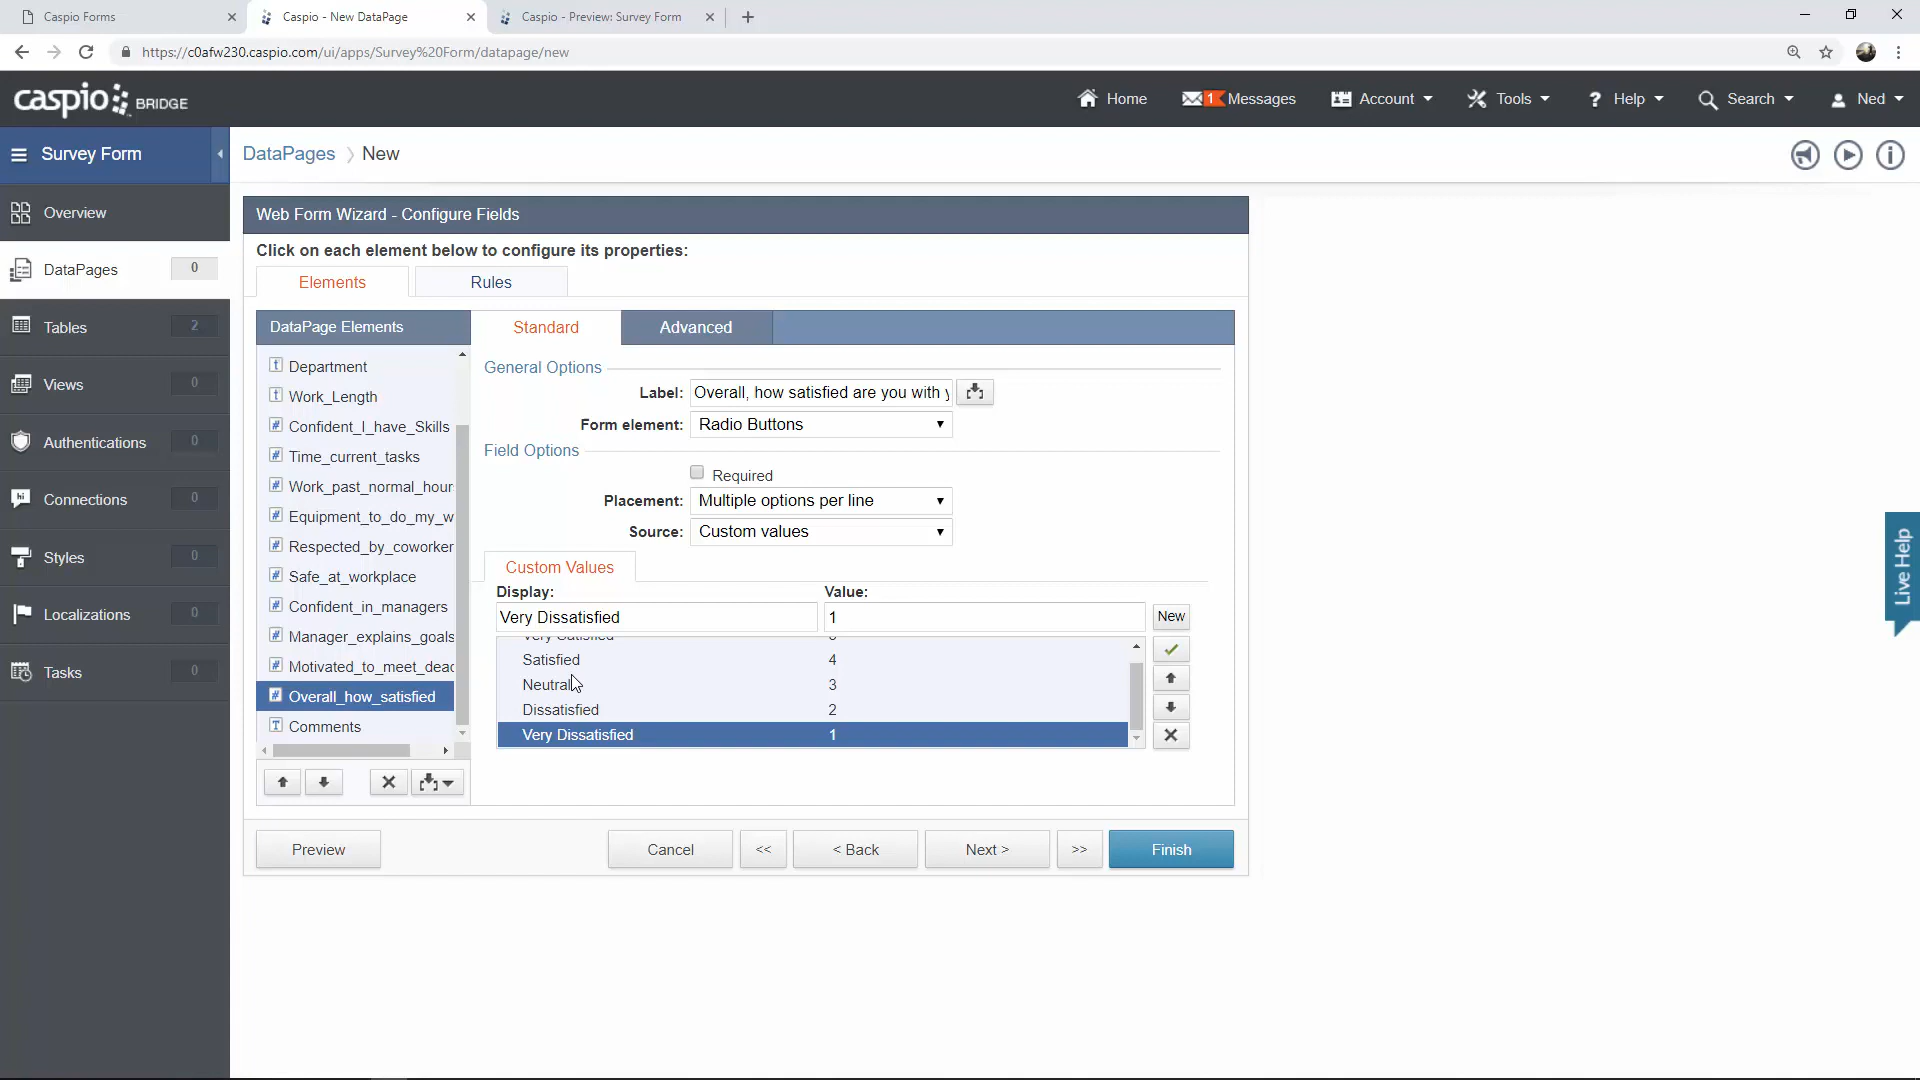 Caspio Forms
Caspio - New DataPage
Caspio - Preview: Survey Form
https://c0afw230.caspio.com/ui/apps/Survey%20Form/datapage/new
caspio BRIDGE
Home
1 Messages
Account
Tools
? Help
Search
Ned
Survey Form
DataPages
New
Overview
DataPages 0
Tables 2
Views 0
Authentications 0
Connections 0
Styles 0
Localizations 0
Tasks 0
Web Form Wizard - Configure Fields
Click on each element below to configure its properties:
Elements
Rules
DataPage Elements
Standard
Advanced
Department
Work_Length
Confident_I_have_Skills
Time_current_tasks
Work_past_normal_hour
Equipment_to_do_my_w
Respected_by_coworker
Safe_at_workplace
Confident_in_managers
Manager_explains_goals
Motivated_to_meet_dead
Overall_how_satisfied
Comments
General Options
Label: Overall, how satisfied are you with y
Form element: Radio Buttons
Field Options
Required
Placement: Multiple options per line
Source: Custom values
Custom Values
Display: Value:
Very Dissatisfied 1
New
Very Satisfied 5
Satisfied 4
Neutral 3
Dissatisfied 2
Very Dissatisfied 1
Preview
Cancel
<<
< Back
Next >
>>
Finish
Live Help